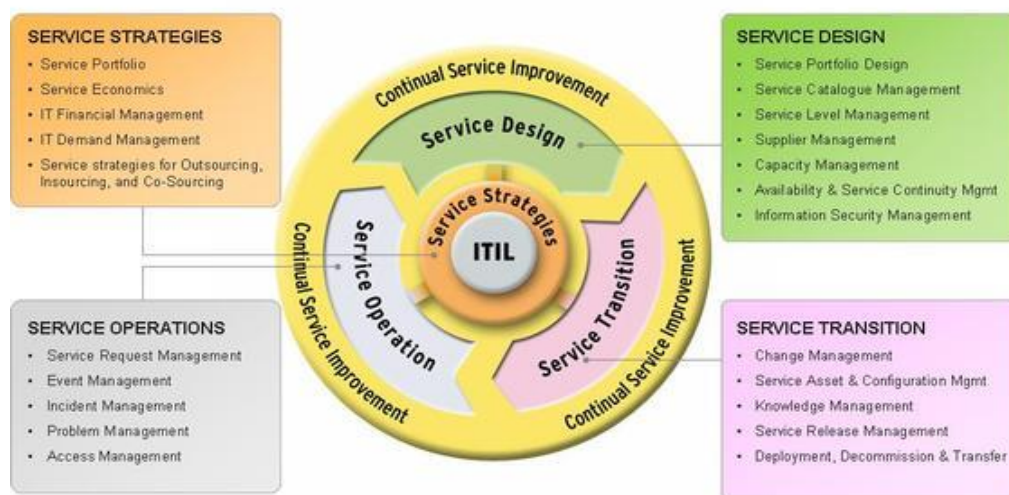 SERVICE STRATEGIES
Service Portfolio
Service Economics
IT Financial Management
IT Demand Management
Service strategies for Outsourcing,
Insourcing, and Co-Sourcing
SERVICE OPERATIONS
Service Request Management
Event Management
Incident Management
Problem Management
Access Management
Continual Service Improvement
Service Design
Service Strategies
ITIL
Service Operation
Service Transition
Continual Service Improvement
Continual Service Improvement
SERVICE DESIGN
Service Portfolio Design
Service Catalogue Management
Service Level Management
Supplier Management
Capacity Management
Availability & Service Continuity Mgmt
Information Security Management
SERVICE TRANSITION
Change Management
Service Asset & Configuration Mgmt
Knowledge Management
Service Release Management
Deployment, Decommission & Transfer